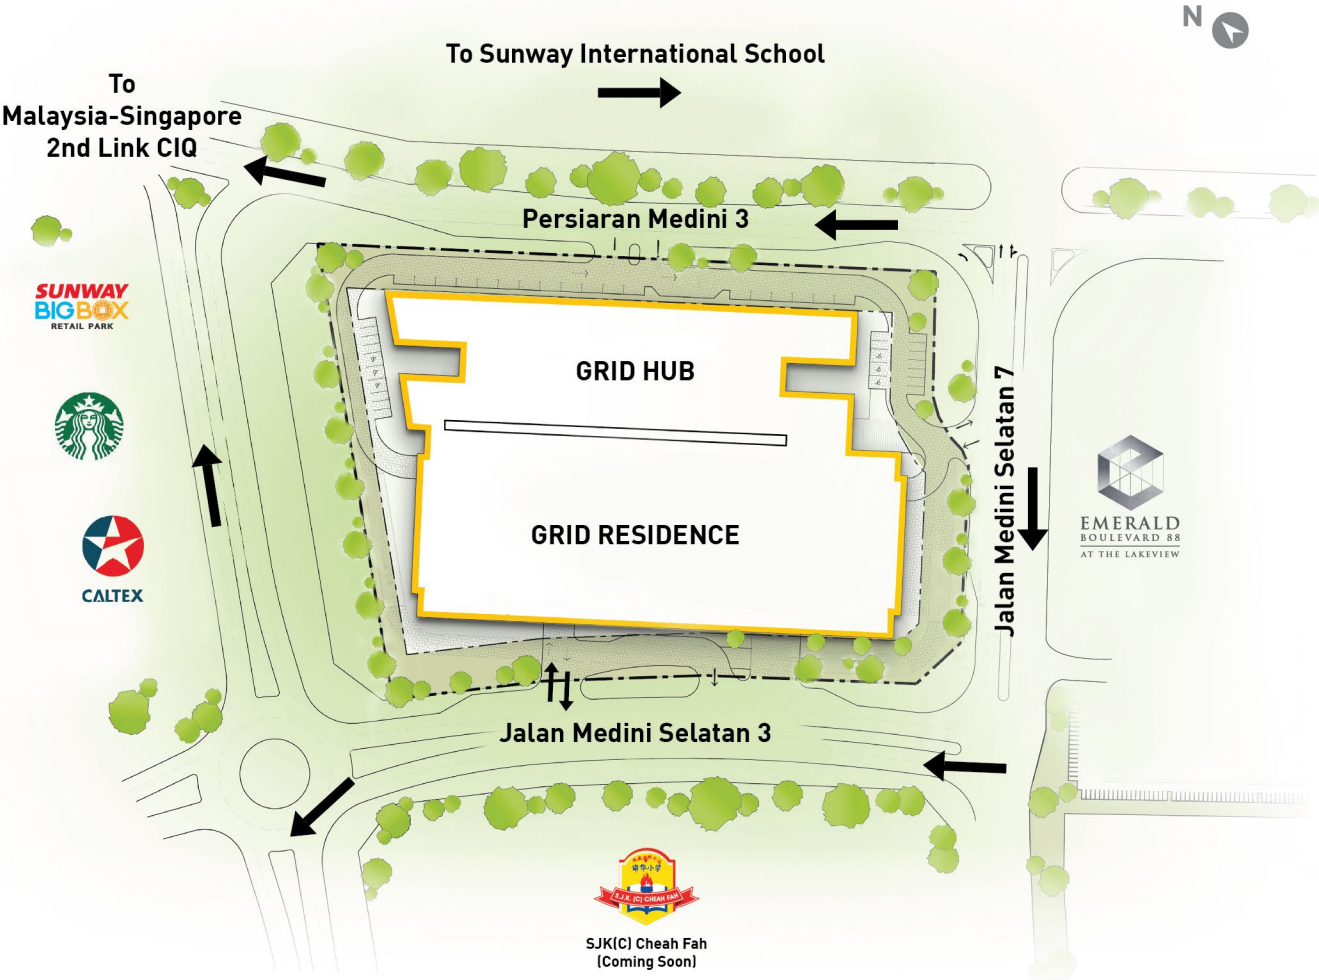 N
To Sunway International School
To
Malaysia-Singapore
2nd Link CIQ
Persiaran Medini 3
SUNWAY
BIG BOX
RETAIL PARK
GRID HUB
Jalan Medini Selatan 7
EMERALD
BOULEVARD 88
AT THE LAKEVIEW
GRID RESIDENCE
CALTEX
Jalan Medini Selatan 3
S.J.K. (C) CHEAH FAH
SJK(C) Cheah Fah
(Coming Soon)